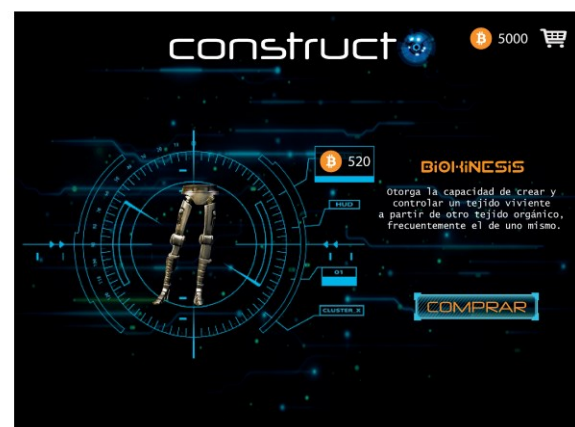 construct
5000
520
BiOKiNESiS
HUD
Otorga la capacidad de crear y
controlar un tejido viviente
a partir de otro tejido orgánico,
frecuentemente el de uno mismo.
01
CLUSTER_R
COMPRAR